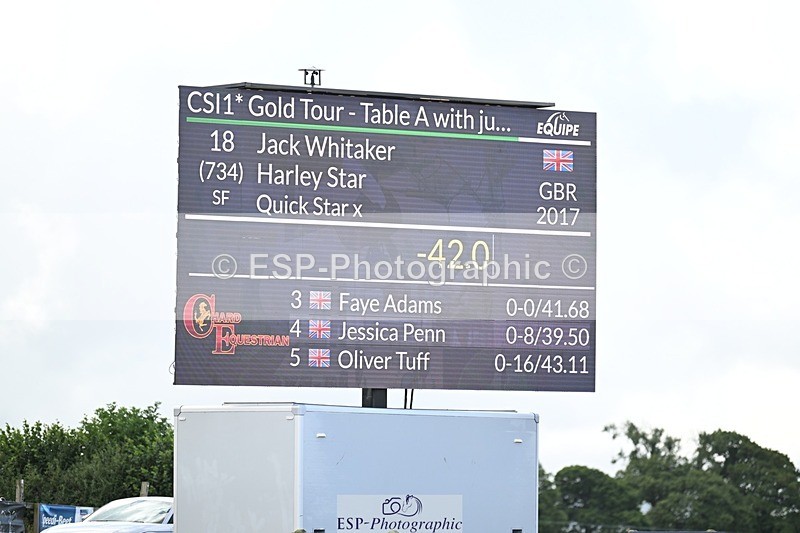 CSI1* Gold Tour - Table A with ju...
EQUIPE
18 Jack Whitaker
(734) Harley Star GBR
SF Quick Star x 2017
-42.0
© ESP-Photographic ©
CHARD EQUESTRIAN
3 Faye Adams 0-0/41.68
4 Jessica Penn 0-8/39.50
5 Oliver Tuff 0-16/43.11
ESP-Photographic